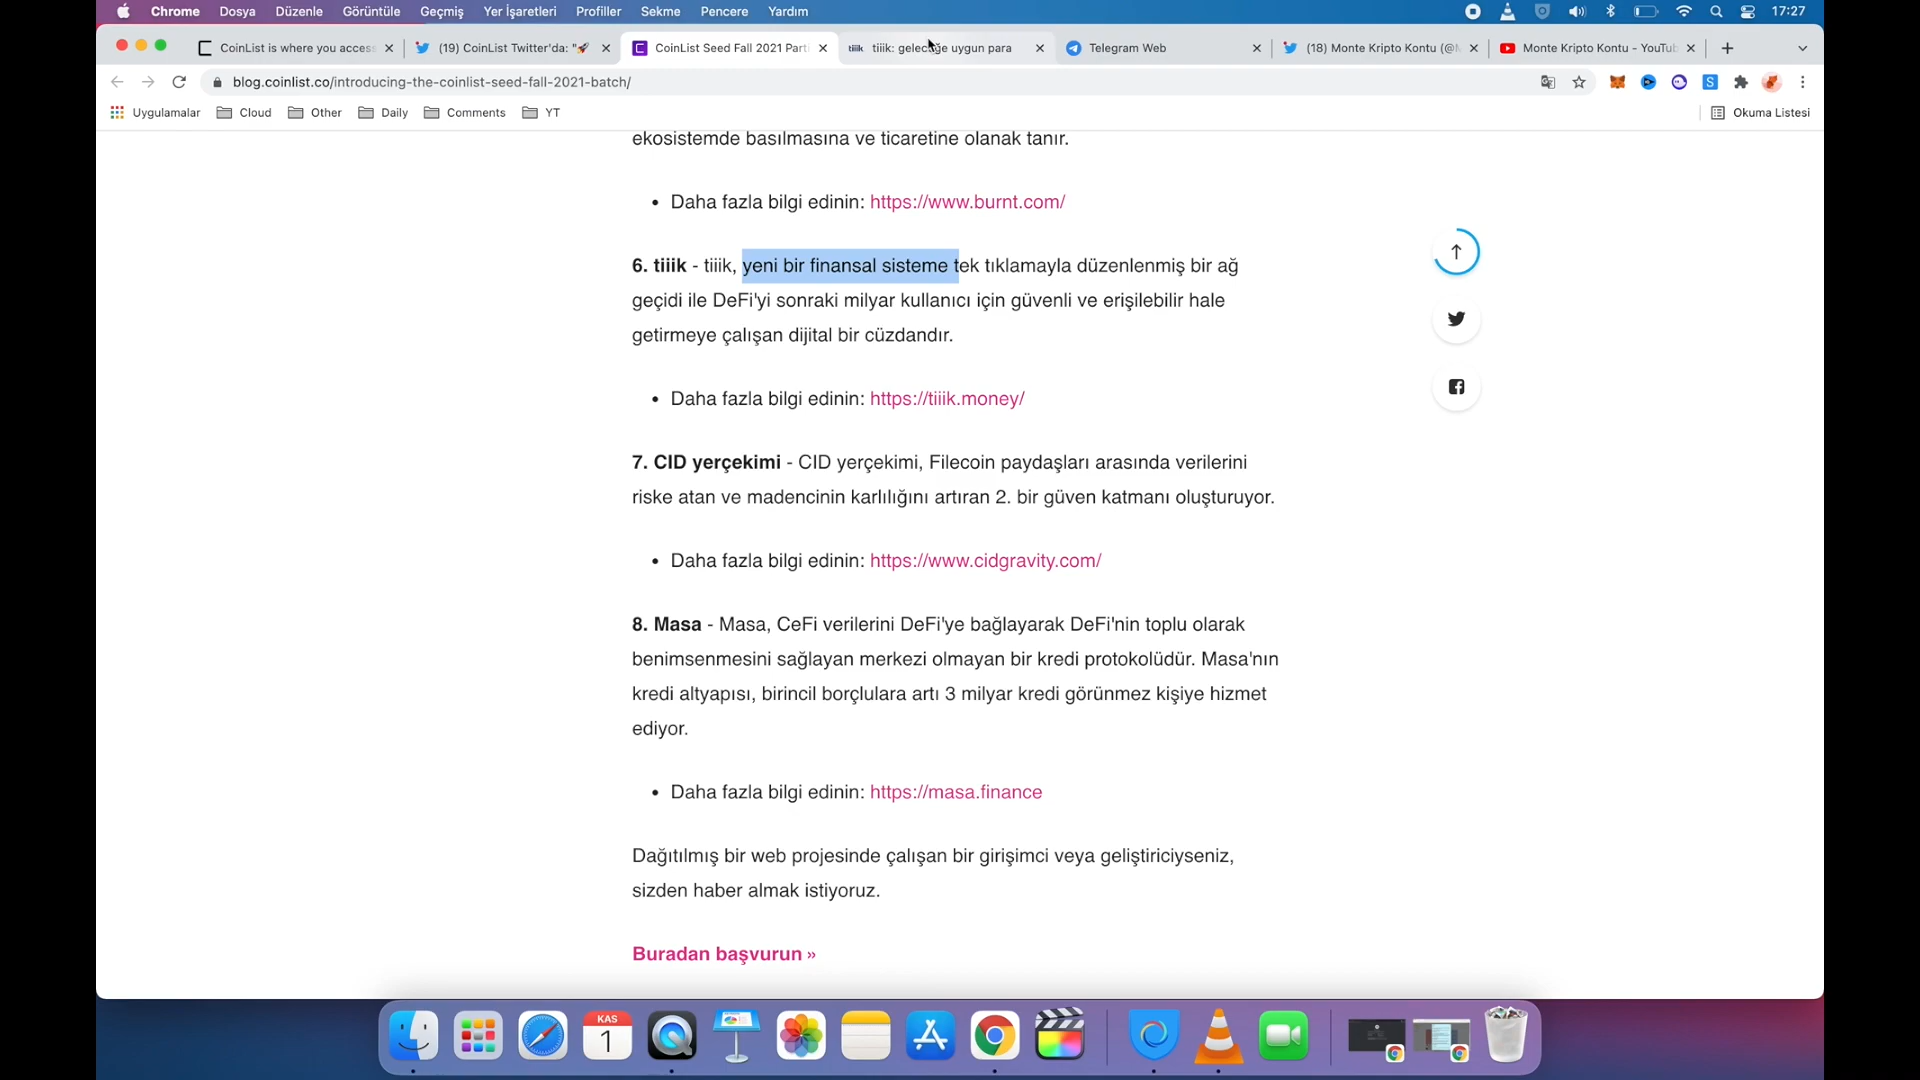 Chrome Dosya Düzenle Görüntüle Geçmiş Yer İşaretleri Profiller Sekme Pencere Yardım 17:27
CoinList is where you access (19) CoinList Twitter'da: "🚀 CoinList Seed Fall 2021 Parti tiiik tiiik: geleceğe uygun para Telegram Web (18) Monte Kripto Kontu (@M Monte Kripto Kontu - YouTub
blog.coinlist.co/introducing-the-coinlist-seed-fall-2021-batch/
Uygulamalar Cloud Other Daily Comments YT Okuma Listesi
ekosistemde basılmasına ve ticaretine olanak tanır.
• Daha fazla bilgi edinin: https://www.burnt.com/
6. tiiik - tiiik, yeni bir finansal sisteme tek tıklamayla düzenlenmiş bir ağ
geçidi ile DeFi'yi sonraki milyar kullanıcı için güvenli ve erişilebilir hale
getirmeye çalışan dijital bir cüzdandır.
• Daha fazla bilgi edinin: https://tiiik.money/
7. CID yerçekimi - CID yerçekimi, Filecoin paydaşları arasında verilerini
riske atan ve madencinin karlılığını artıran 2. bir güven katmanı oluşturuyor.
• Daha fazla bilgi edinin: https://www.cidgravity.com/
8. Masa - Masa, CeFi verilerini DeFi'ye bağlayarak DeFi'nin toplu olarak
benimsenmesini sağlayan merkezi olmayan bir kredi protokolüdür. Masa'nın
kredi altyapısı, birincil borçlulara artı 3 milyar kredi görünmez kişiye hizmet
ediyor.
• Daha fazla bilgi edinin: https://masa.finance
Dağıtılmış bir web projesinde çalışan bir girişimci veya geliştiriciyseniz,
sizden haber almak istiyoruz.
Buradan başvurun »
KAS
1